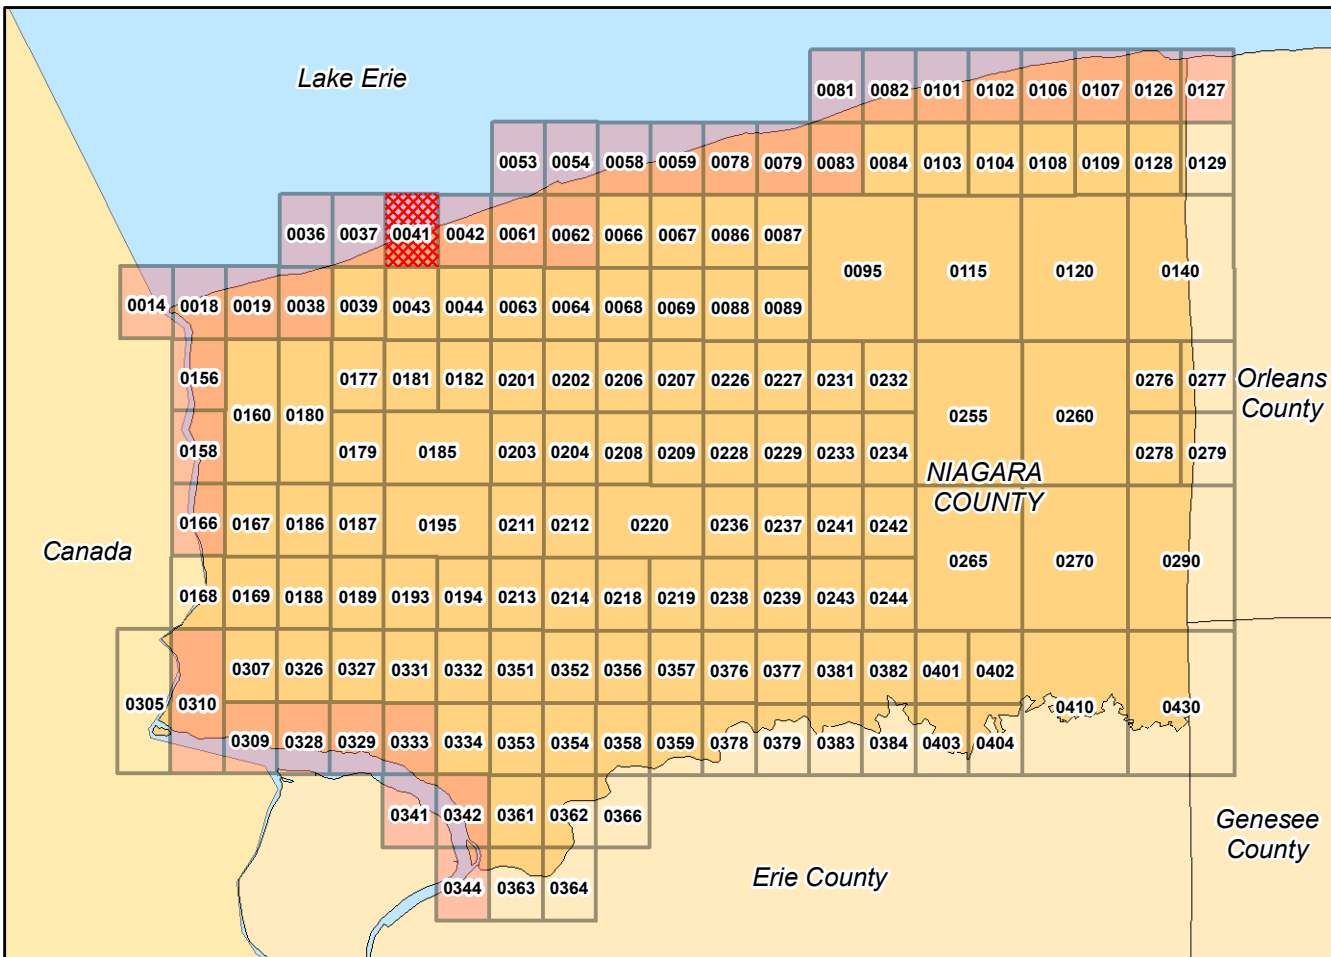 Lake Erie
0081 0082 0101 0102 0106 0107 0126 0127
0053 0054 0058 0059 0078 0079 0083 0084 0103 0104 0108 0109 0128 0129
0036 0037 0041 0042 0061 0062 0066 0067 0086 0087
0095 0115 0120 0140
0014 0018 0019 0038 0039 0043 0044 0063 0064 0068 0069 0088 0089
0156 0177 0181 0182 0201 0202 0206 0207 0226 0227 0231 0232 0276 0277
Orleans
County
0160 0180 0255 0260
0158 0179 0185 0203 0204 0208 0209 0228 0229 0233 0234 0278 0279
NIAGARA
COUNTY
0166 0167 0186 0187 0195 0211 0212 0220 0236 0237 0241 0242
Canada
0265 0270 0290
0168 0169 0188 0189 0193 0194 0213 0214 0218 0219 0238 0239 0243 0244
0307 0326 0327 0331 0332 0351 0352 0356 0357 0376 0377 0381 0382 0401 0402
0305 0310 0410 0430
0309 0328 0329 0333 0334 0353 0354 0358 0359 0378 0379 0383 0384 0403 0404
0341 0342 0361 0362 0366
Genesee
County
0344 0363 0364
Erie County